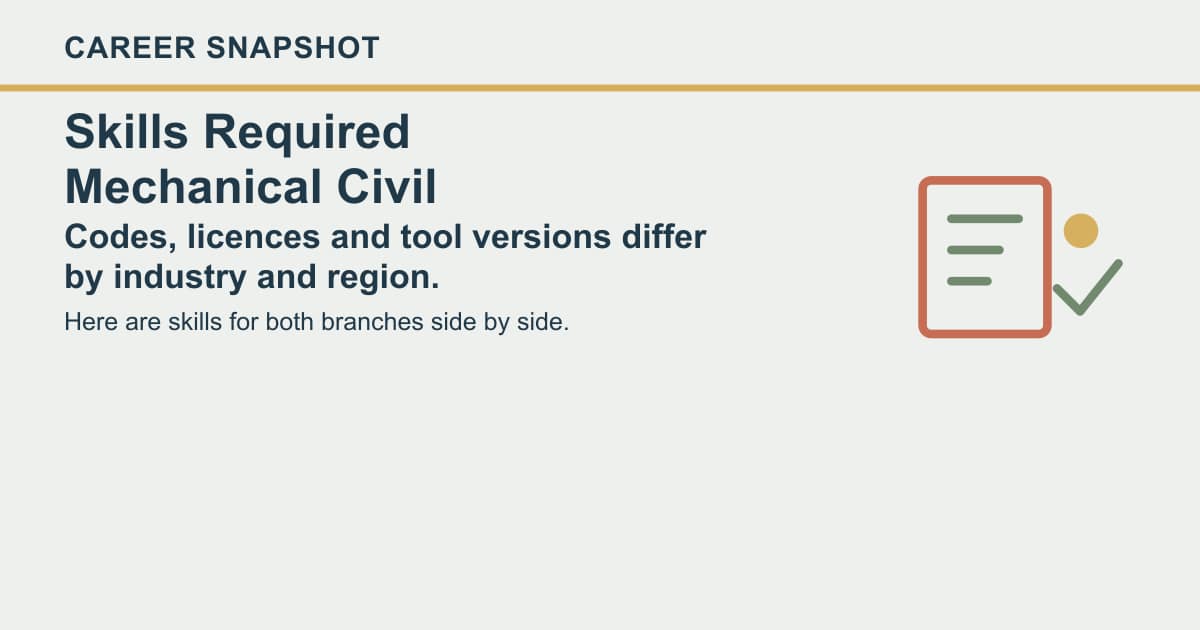 CAREER SNAPSHOT
Skills Required
Mechanical Civil
Codes, licences and tool versions differ
by industry and region.
Here are skills for both branches side by side.